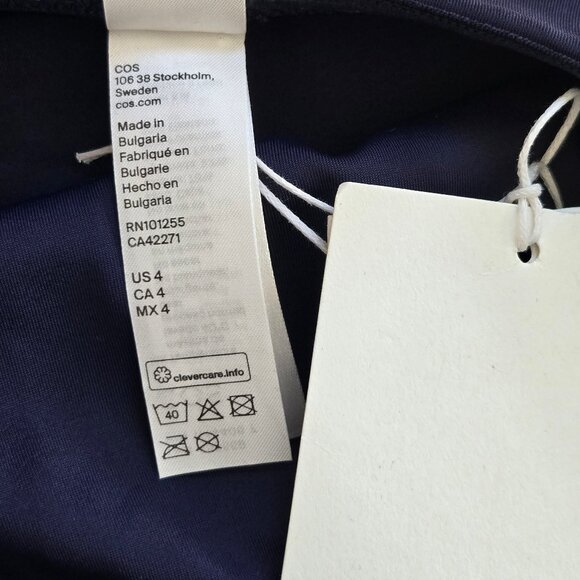 COS
106 38 Stockholm,
Sweden
cos.com
Made in
Bulgaria
Fabriqué en
Bulgarie
Hecho en
Bulgaria
RN101255
CA42271
US 4
CA 4
MX 4
clevercare.info
40